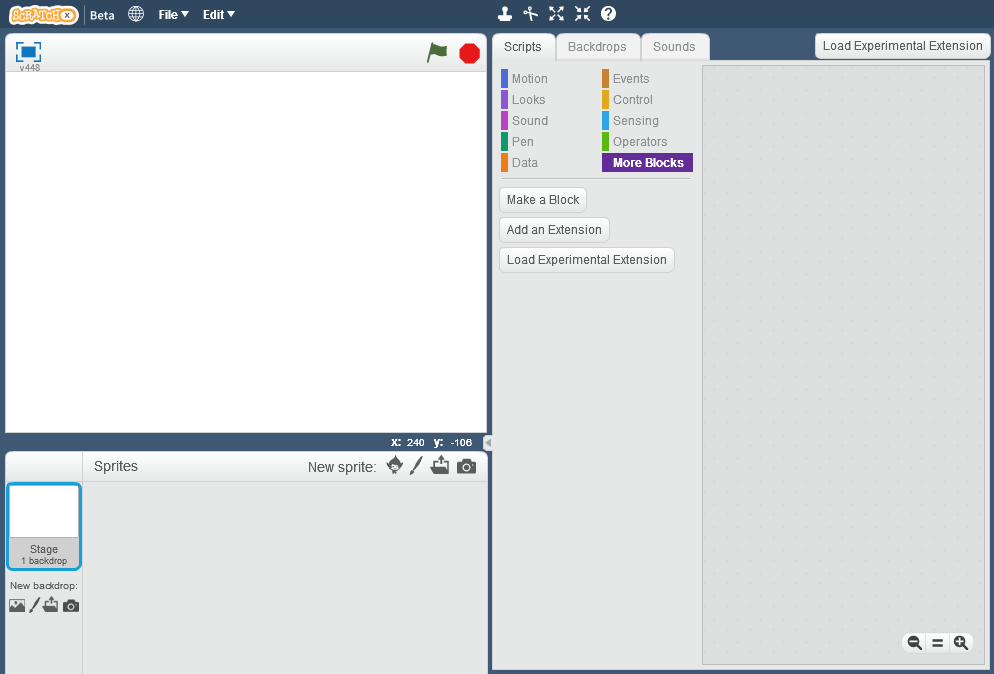 SCRATCHX Beta File Edit
v448
Scripts Backdrops Sounds Load Experimental Extension
Motion Events
Looks Control
Sound Sensing
Pen Operators
Data More Blocks
Make a Block
Add an Extension
Load Experimental Extension
x: 240 y: -106
Sprites New sprite:
Stage
1 backdrop
New backdrop: